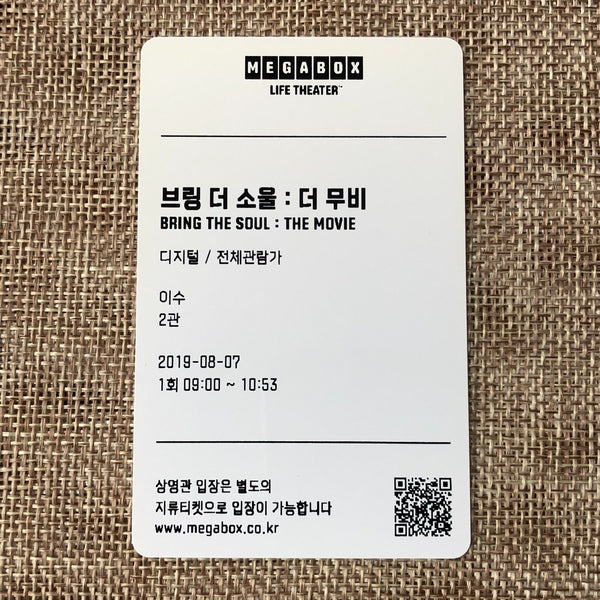 MEGABOX
LIFE THEATER™
브링 더 소울 : 더 무비
BRING THE SOUL : THE MOVIE
디지털 / 전체관람가
이수
2관
2019-08-07
1회 09:00 ~ 10:53
상영관 입장은 별도의
지류티켓으로 입장이 가능합니다
www.megabox.co.kr